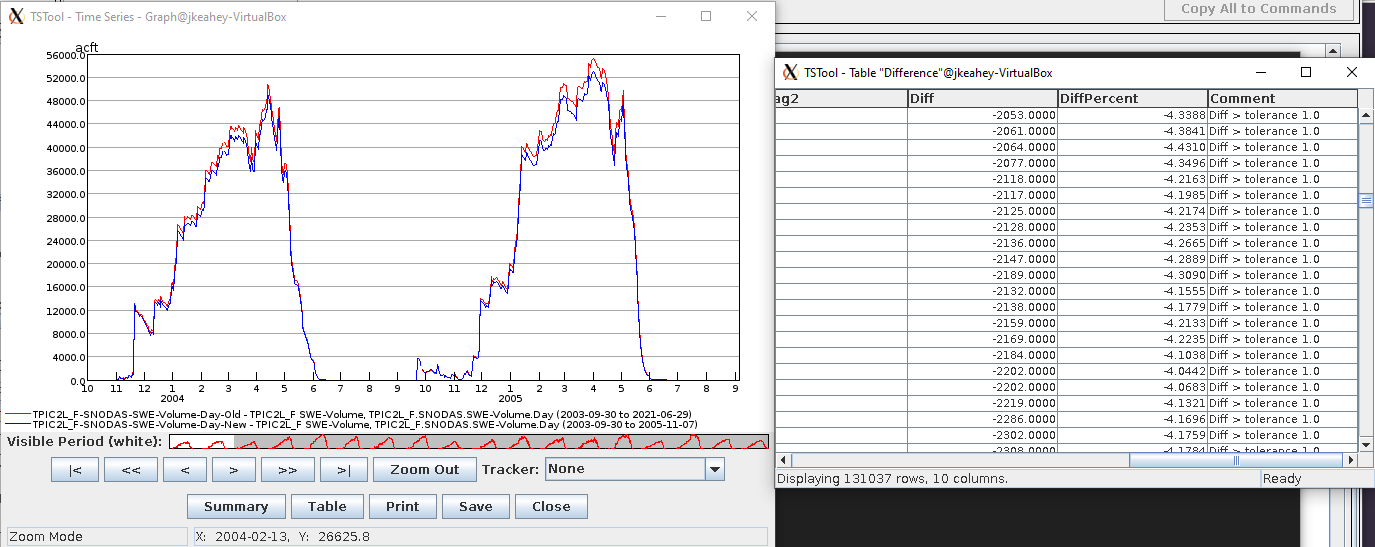 Copy All to Commands
TSTool - Time Series - Graph@jkeahey-VirtualBox
acft
56000.0
52000.0
48000.0
44000.0
40000.0
36000.0
32000.0
28000.0
24000.0
20000.0
16000.0
12000.0
8000.0
4000.0
0.0
10 11 12 1 2 3 4 5 6 7 8 9 10 11 12 1 2 3 4 5 6 7 8 9
2004 2005
TPIC2L_F-SNODAS-SWE-Volume-Day-Old - TPIC2L_F SWE-Volume, TPIC2L_F.SNODAS.SWE-Volume.Day (2003-09-30 to 2021-06-29)
TPIC2L_F-SNODAS-SWE-Volume-Day-New - TPIC2L_F SWE-Volume, TPIC2L_F.SNODAS.SWE-Volume.Day (2003-09-30 to 2005-11-07)
Visible Period (white):
|< << < > >> >| Zoom Out Tracker: None
Summary Table Print Save Close
Zoom Mode X: 2004-02-13, Y: 26625.8
TSTool - Table "Difference"@jkeahey-VirtualBox
ag2 Diff DiffPercent Comment
-2053.0000 -4.3388 Diff > tolerance 1.0
-2061.0000 -4.3841 Diff > tolerance 1.0
-2064.0000 -4.4310 Diff > tolerance 1.0
-2077.0000 -4.3496 Diff > tolerance 1.0
-2118.0000 -4.2163 Diff > tolerance 1.0
-2117.0000 -4.1985 Diff > tolerance 1.0
-2125.0000 -4.2174 Diff > tolerance 1.0
-2128.0000 -4.2353 Diff > tolerance 1.0
-2136.0000 -4.2665 Diff > tolerance 1.0
-2147.0000 -4.2889 Diff > tolerance 1.0
-2189.0000 -4.3090 Diff > tolerance 1.0
-2132.0000 -4.1555 Diff > tolerance 1.0
-2138.0000 -4.1779 Diff > tolerance 1.0
-2159.0000 -4.2133 Diff > tolerance 1.0
-2169.0000 -4.2235 Diff > tolerance 1.0
-2184.0000 -4.1038 Diff > tolerance 1.0
-2202.0000 -4.0442 Diff > tolerance 1.0
-2202.0000 -4.0683 Diff > tolerance 1.0
-2219.0000 -4.1321 Diff > tolerance 1.0
-2286.0000 -4.1696 Diff > tolerance 1.0
-2302.0000 -4.1759 Diff > tolerance 1.0
-2308.0000 -4.1784 Diff > tolerance 1.0
Displaying 131037 rows, 10 columns. Ready